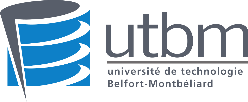 utbm
université de technologie
Belfort-Montbéliard